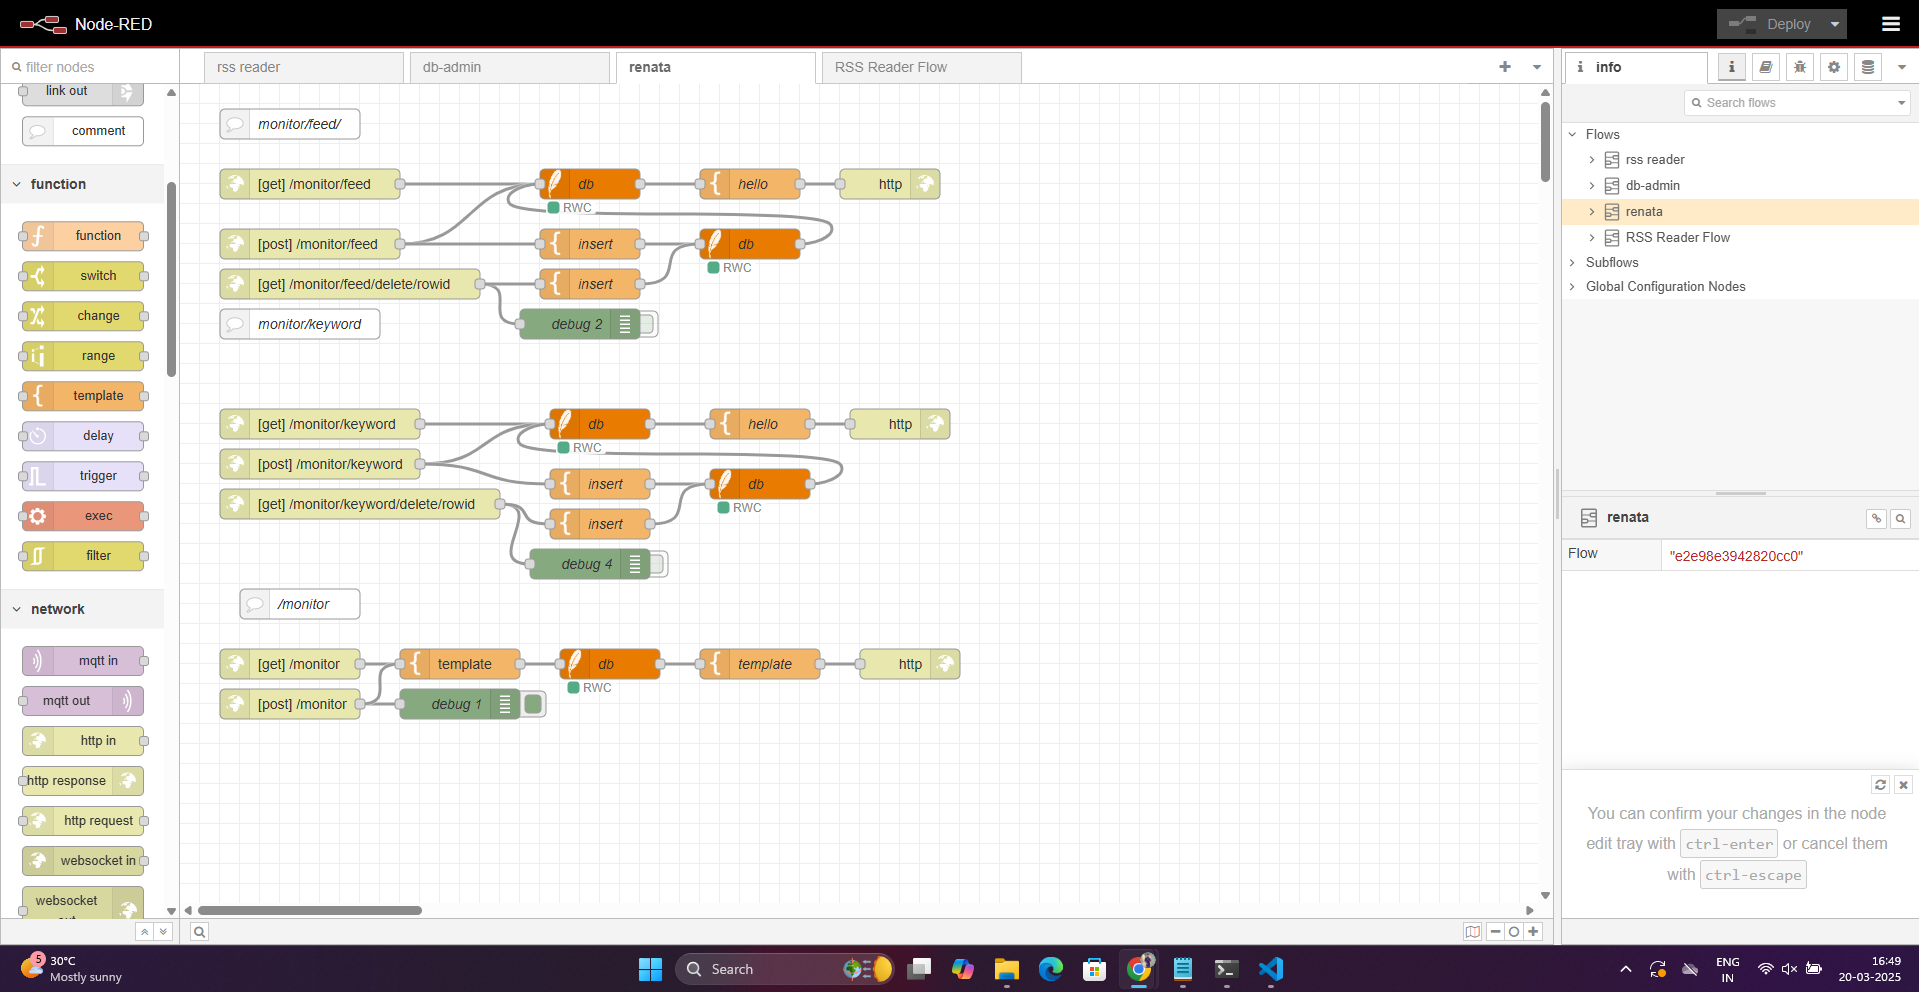 Node-RED
Deploy
filter nodes
rss reader
db-admin
renata
RSS Reader Flow
info
link out
comment
function
function
switch
change
range
template
delay
trigger
exec
filter
network
mqtt in
mqtt out
http in
http response
http request
websocket in
websocket
monitor/feed/
[get] /monitor/feed
db
RWC
hello
http
[post] /monitor/feed
insert
db
RWC
[get] /monitor/feed/delete/rowid
insert
monitor/keyword
debug 2
[get] /monitor/keyword
db
RWC
hello
http
[post] /monitor/keyword
insert
db
RWC
[get] /monitor/keyword/delete/rowid
insert
debug 4
/monitor
[get] /monitor
template
db
RWC
template
http
[post] /monitor
debug 1
Search flows
Flows
rss reader
db-admin
renata
RSS Reader Flow
Subflows
Global Configuration Nodes
renata
Flow
"e2e98e3942820cc0"
You can confirm your changes in the node
edit tray with ctrl-enter or cancel them
with ctrl-escape
5
30°C
Mostly sunny
Search
ENG
IN
16:49
20-03-2025